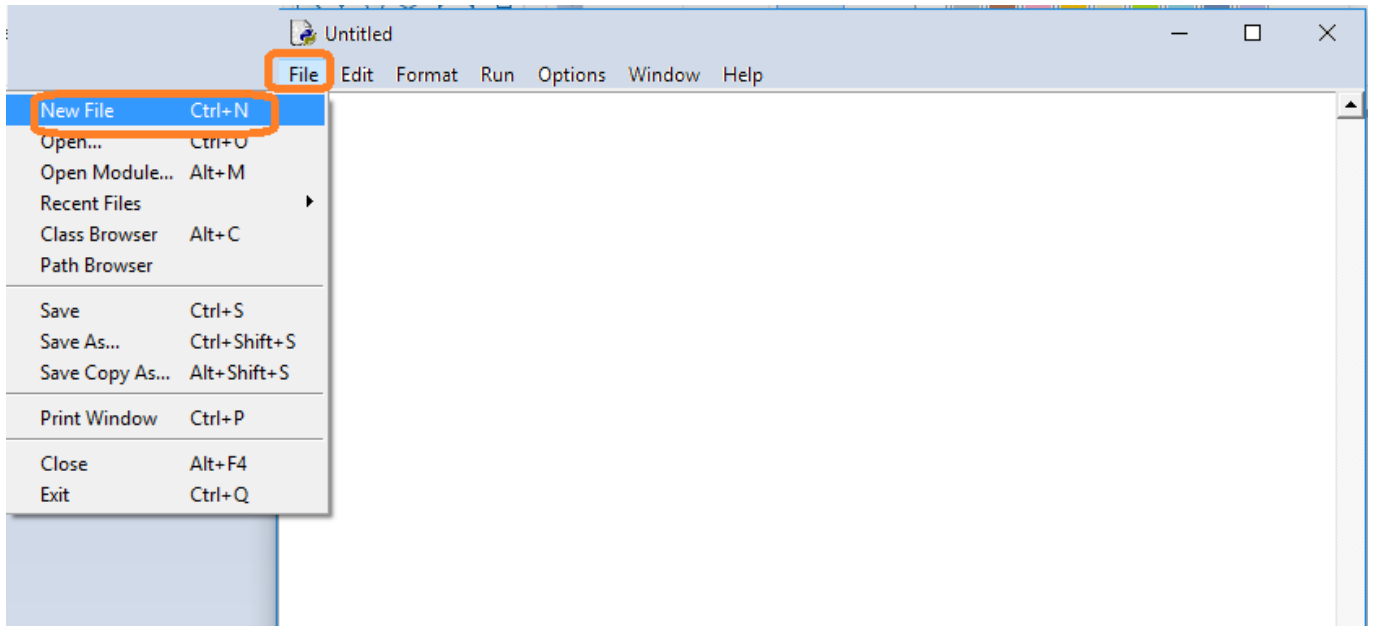 Untitled
File Edit Format Run Options Window Help
New File Ctrl+N
Open... Ctrl+O
Open Module... Alt+M
Recent Files
Class Browser Alt+C
Path Browser
Save Ctrl+S
Save As... Ctrl+Shift+S
Save Copy As... Alt+Shift+S
Print Window Ctrl+P
Close Alt+F4
Exit Ctrl+Q